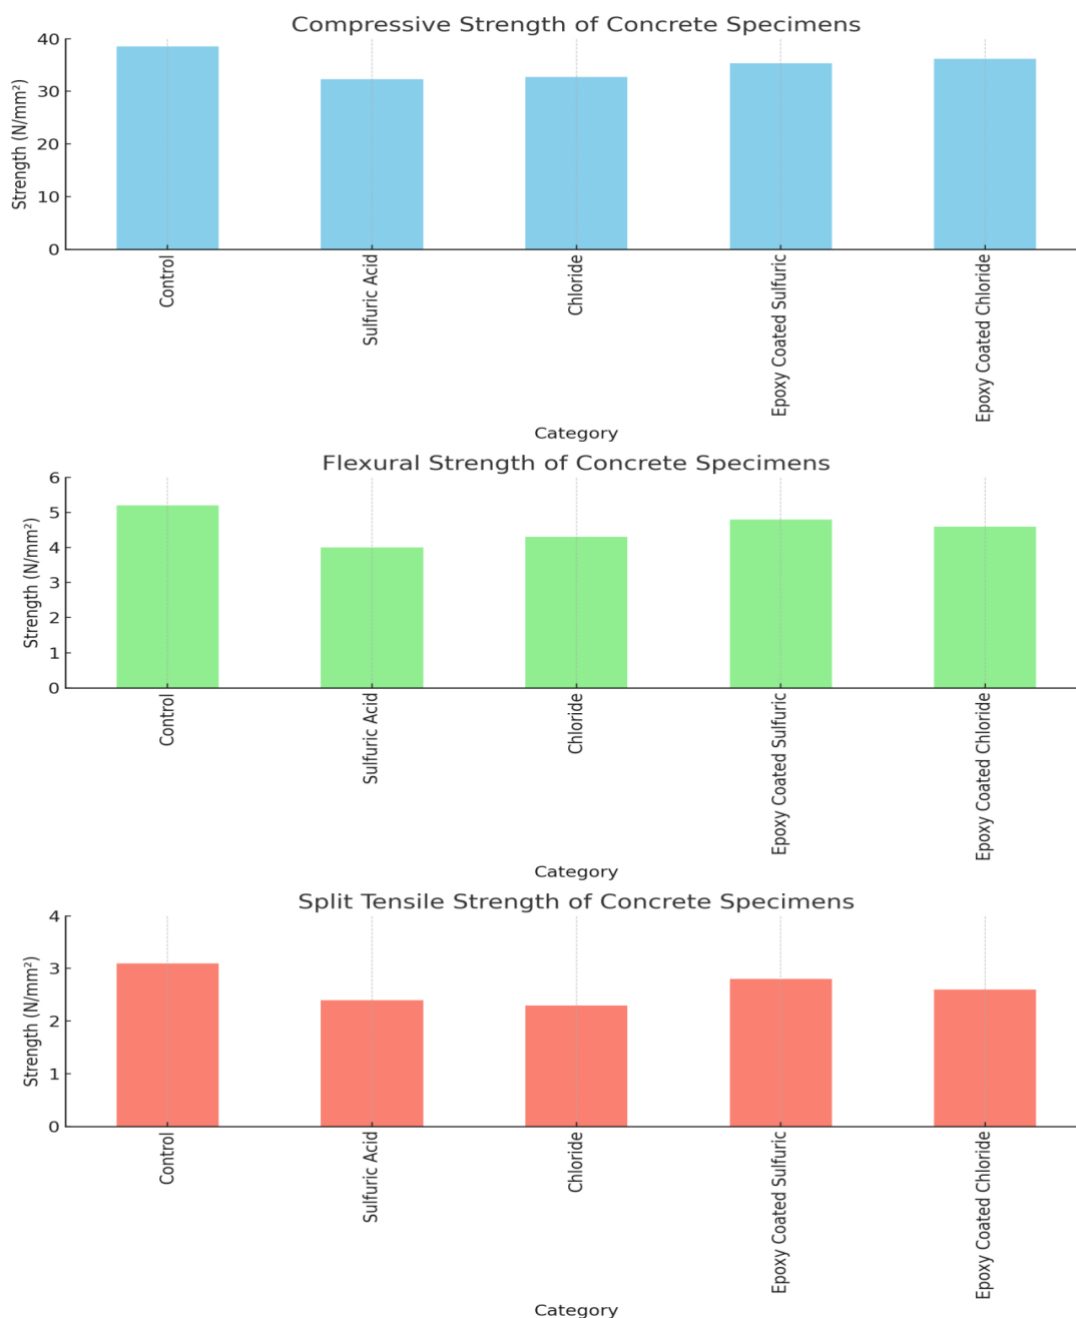 Compressive Strength of Concrete Specimens
Strength (N/mm²)
40
30
20
10
0
Control
Sulfuric Acid
Chloride
Epoxy Coated Sulfuric
Epoxy Coated Chloride
Category
Flexural Strength of Concrete Specimens
Strength (N/mm²)
6
5
4
3
2
1
0
Control
Sulfuric Acid
Chloride
Epoxy Coated Sulfuric
Epoxy Coated Chloride
Category
Split Tensile Strength of Concrete Specimens
Strength (N/mm²)
4
3
2
1
0
Control
Sulfuric Acid
Chloride
Epoxy Coated Sulfuric
Epoxy Coated Chloride
Category